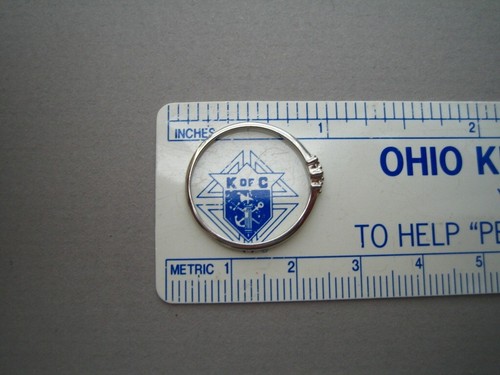 INCHES 1 2
K OF C
OHIO K
TO HELP "PE
METRIC 1 2 3 4 5